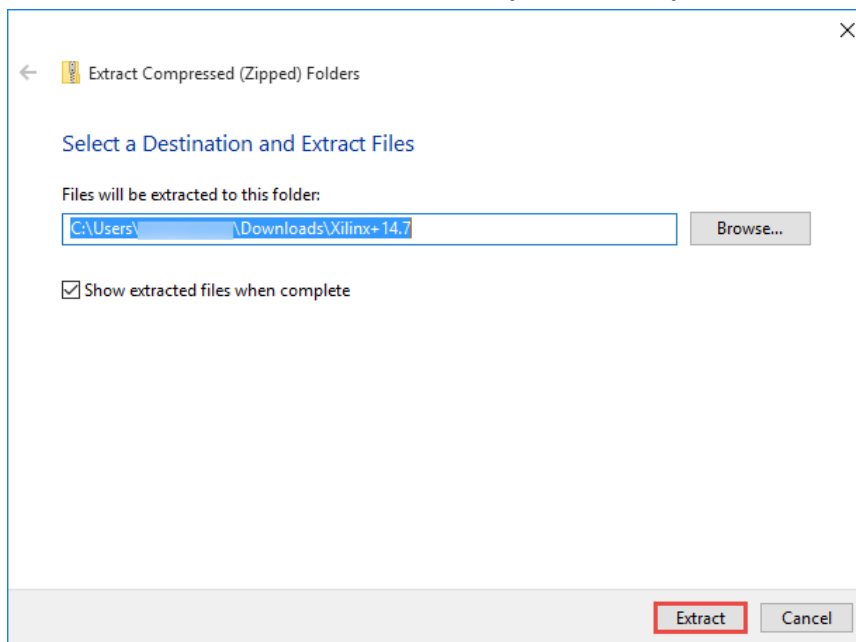 Extract Compressed (Zipped) Folders
Select a Destination and Extract Files
Files will be extracted to this folder:
C:\Users\ \Downloads\Xilinx+14.7
Browse...
Show extracted files when complete
Extract Cancel